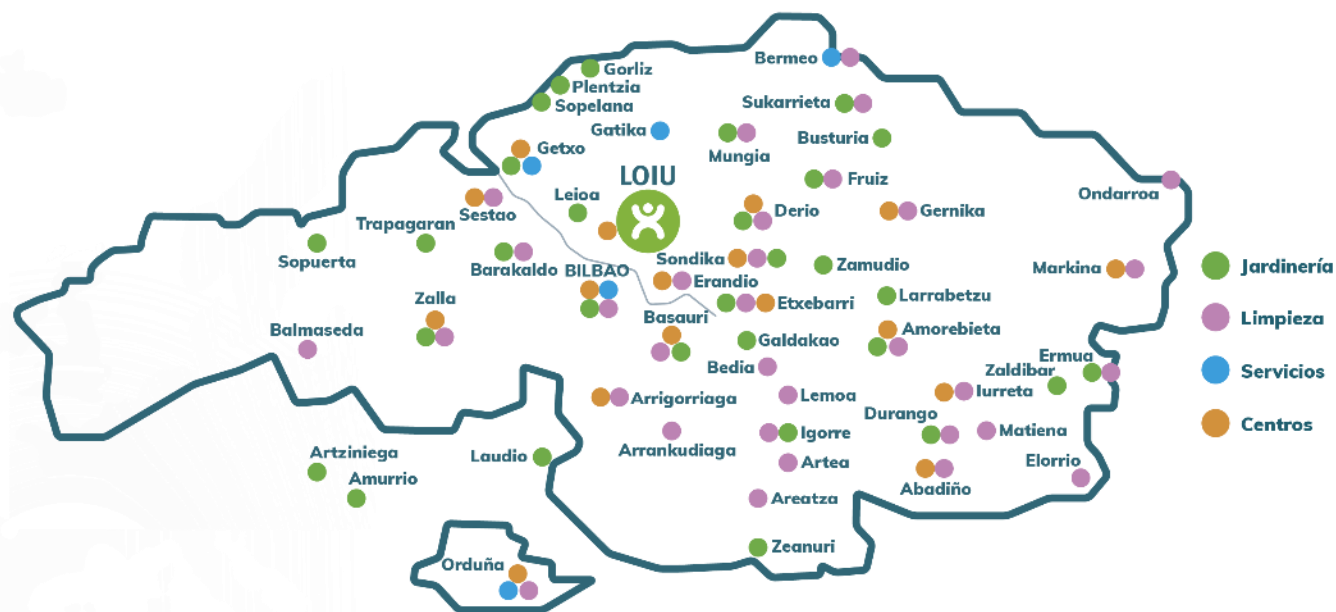 Gorliz
Plentzia
Sopelana
Bermeo
Sukarrieta
Gatika
Mungia
Busturia
Getxo
LOIU
Leioa
Fruiz
Ondarroa
Sestao
Derio
Gernika
Trapagaran
Sopuerta
Barakaldo
Sondika
Zamudio
Markina
BILBAO
Erandio
Zalla
Etxebarri
Larrabetzu
Balmaseda
Basauri
Galdakao
Amorebieta
Bedia
Ermua
Zaldibar
Arrigorriaga
Lemoa
Iurreta
Durango
Arrankudiaga
Igorre
Matiena
Artziniega
Laudio
Artea
Elorrio
Amurrio
Abadiño
Areatza
Zeanuri
Orduña
Jardinería
Limpieza
Servicios
Centros